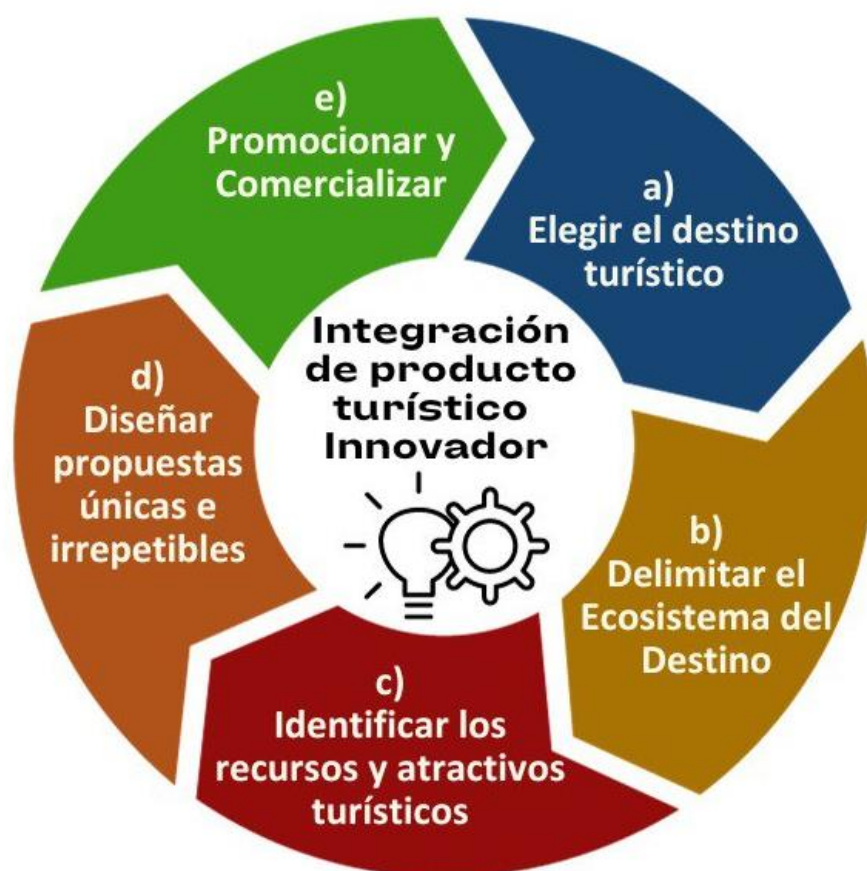 Integración
de producto
turístico
Innovador
a)
Elegir el destino
turístico
b)
Delimitar el
Ecosistema del
Destino
c)
Identificar los
recursos y atractivos
turísticos
d)
Diseñar
propuestas
únicas e
irrepetibles
e)
Promocionar y
Comercializar